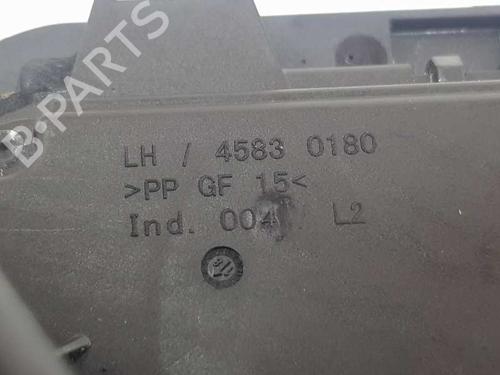 LH / 4583 0180
>PP GF 15<
Ind. 004 L2
B-PARTS